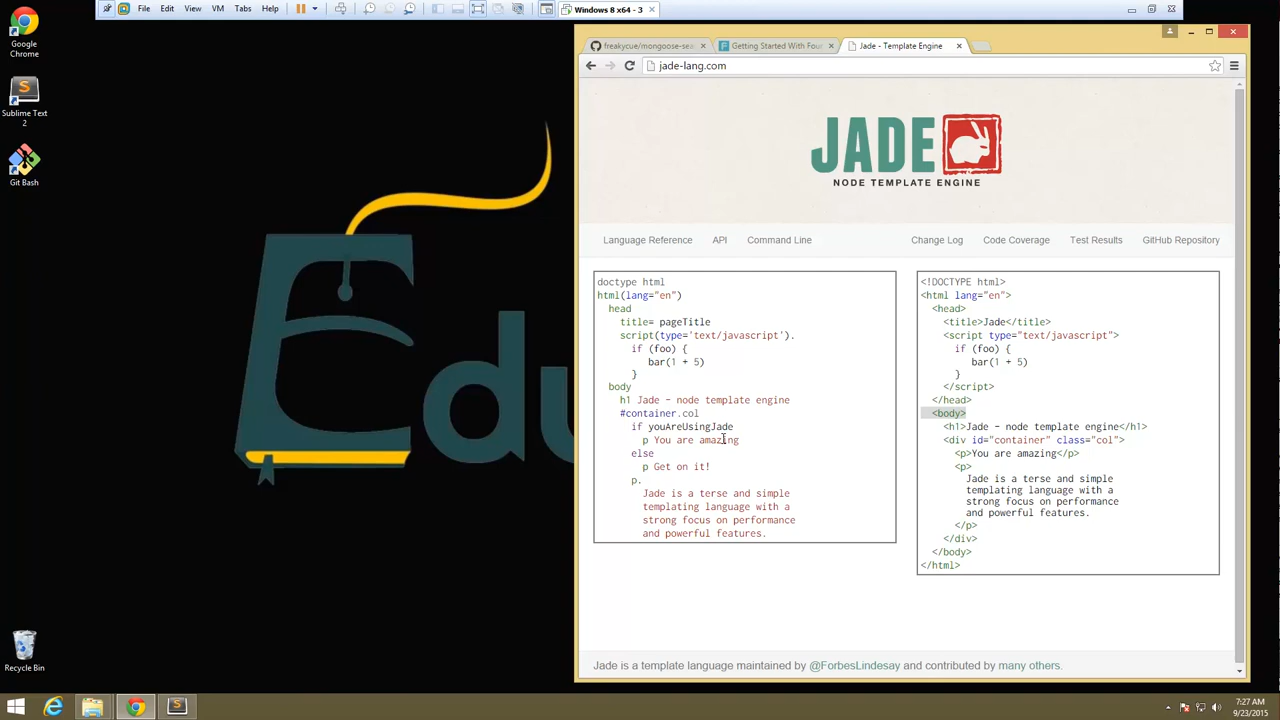 File Edit View VM Tabs Help
Windows 8 x64 - 3
Google Chrome
Sublime Text 2
Git Bash
Recycle Bin
Edu
freakycue/mongoose-sea
Getting Started With Four
Jade - Template Engine
jade-lang.com
JADE
NODE TEMPLATE ENGINE
Language Reference API Command Line Change Log Code Coverage Test Results GitHub Repository
doctype html
html(lang="en")
head
title= pageTitle
script(type='text/javascript').
if (foo) {
bar(1 + 5)
}
body
h1 Jade - node template engine
#container.col
if youAreUsingJade
p You are amazing
else
p Get on it!
p.
Jade is a terse and simple
templating language with a
strong focus on performance
and powerful features.
<!DOCTYPE html>
<html lang="en">
<head>
<title>Jade</title>
<script type="text/javascript">
if (foo) {
bar(1 + 5)
}
</script>
</head>
<body>
<h1>Jade - node template engine</h1>
<div id="container" class="col">
<p>You are amazing</p>
<p>
Jade is a terse and simple
templating language with a
strong focus on performance
and powerful features.
</p>
</div>
</body>
</html>
Jade is a template language maintained by @ForbesLindesay and contributed by many others.
7:27 AM
9/23/2015